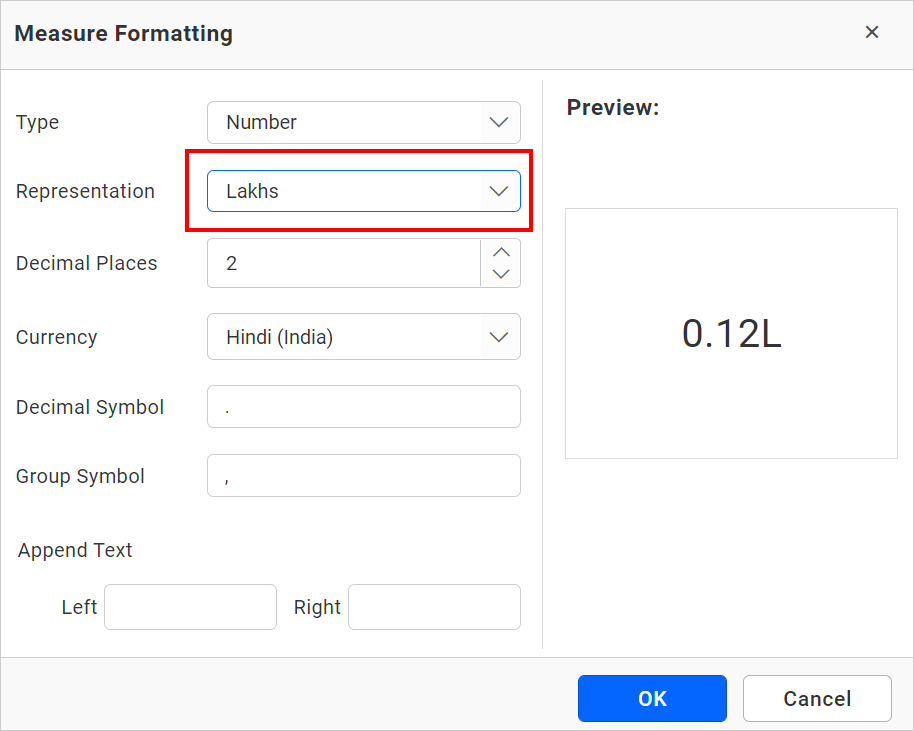 Measure Formatting
Type
Number
Representation
Lakhs
Decimal Places
2
Currency
Hindi (India)
Decimal Symbol
.
Group Symbol
,
Append Text
Left
Right
Preview:
0.12L
OK
Cancel